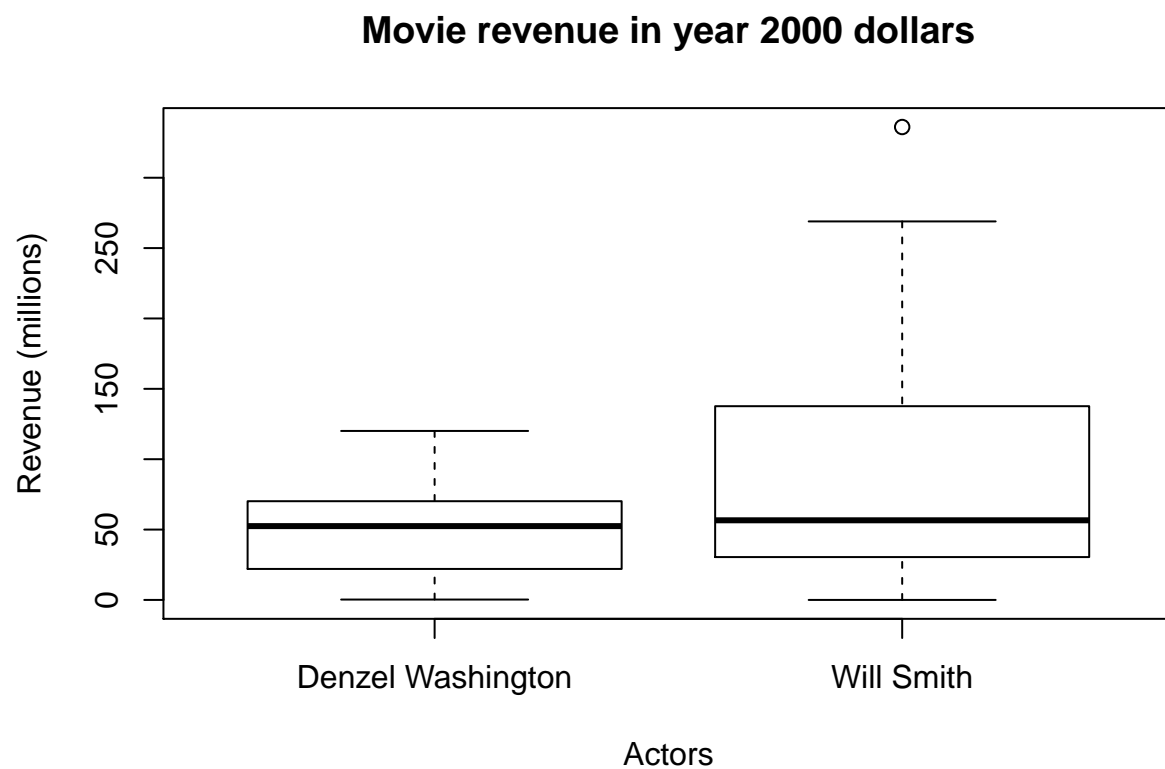 Movie revenue in year 2000 dollars
Revenue (millions)
250
150
50
0
Denzel Washington
Will Smith
Actors